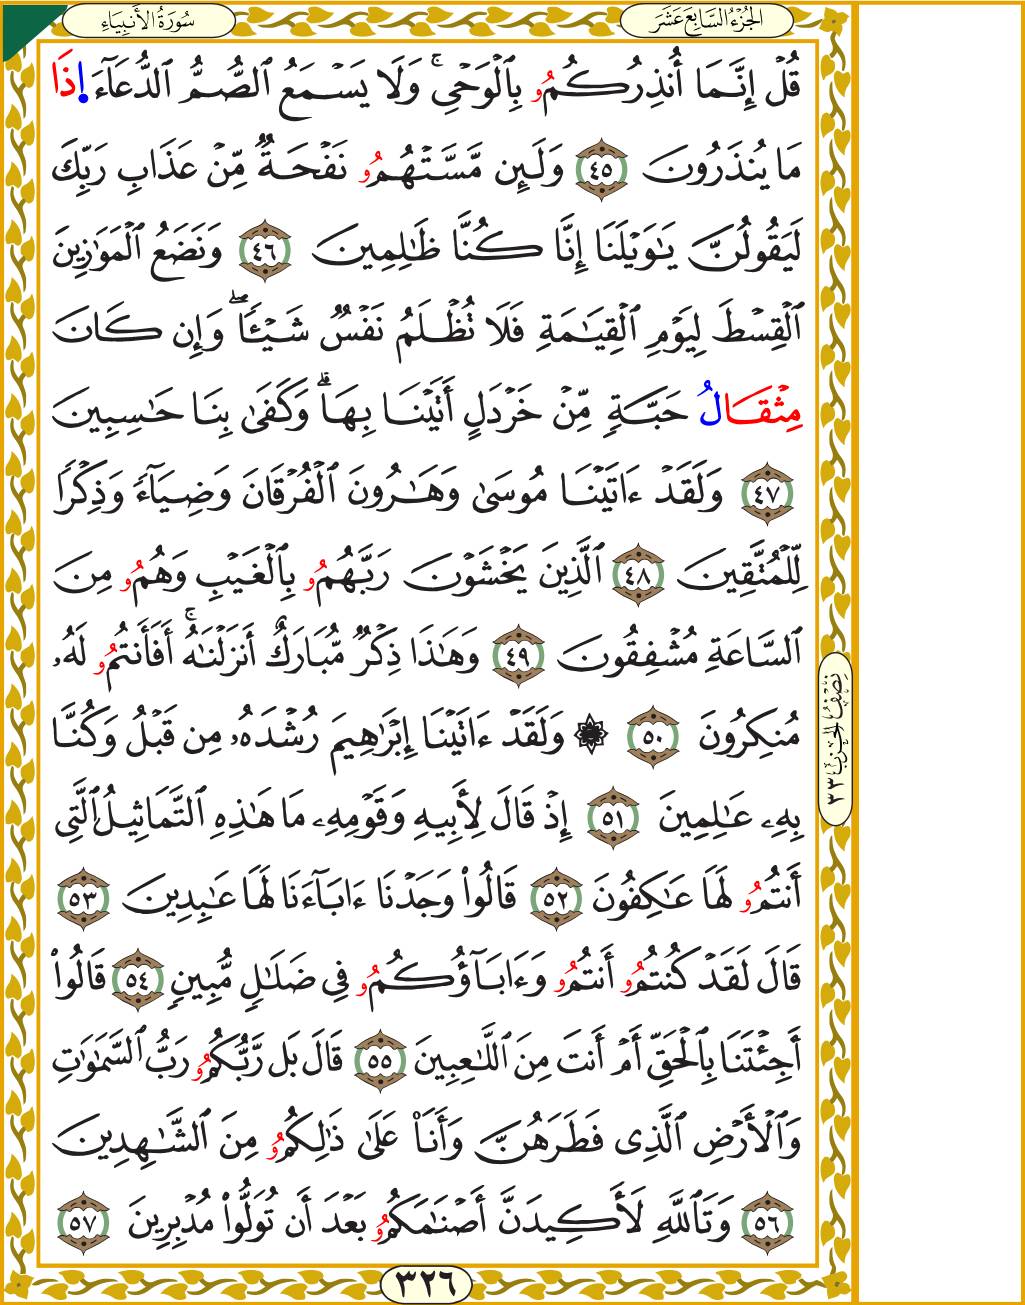 سُورَةُ الأَنبِيَاءِ
الجُزْءُ السَّابِعَ عَشَرَ
قُلْ إِنَّمَا أُنذِرُكُمُۥ بِٱلْوَحْىِ ۚ وَلَا يَسْمَعُ ٱلصُّمُّ ٱلدُّعَآءَ إِذَا
مَا يُنذَرُونَ ٤٥ وَلَئِن مَّسَّتْهُمُۥ نَفْحَةٌ مِّنْ عَذَابِ رَبِّكَ
لَيَقُولُنَّ يَٰوَيْلَنَا إِنَّا كُنَّا ظَٰلِمِينَ ٤٦ وَنَضَعُ ٱلْمَوَٰزِينَ
ٱلْقِسْطَ لِيَوْمِ ٱلْقِيَٰمَةِ فَلَا تُظْلَمُ نَفْسٌ شَيْـًٔا ۖ وَإِن كَانَ
مِثْقَالُ حَبَّةٍ مِّنْ خَرْدَلٍ أَتَيْنَا بِهَا ۗ وَكَفَىٰ بِنَا حَٰسِبِينَ
٤٧ وَلَقَدْ ءَاتَيْنَا مُوسَىٰ وَهَٰرُونَ ٱلْفُرْقَانَ وَضِيَآءً وَذِكْرًا
لِّلْمُتَّقِينَ ٤٨ ٱلَّذِينَ يَخْشَوْنَ رَبَّهُمُۥ بِٱلْغَيْبِ وَهُمُۥ مِنَ
ٱلسَّاعَةِ مُشْفِقُونَ ٤٩ وَهَٰذَا ذِكْرٌ مُّبَارَكٌ أَنزَلْنَٰهُ ۚ أَفَأَنتُمُۥ لَهُۥ
مُنكِرُونَ ٥٠ ۞ وَلَقَدْ ءَاتَيْنَا إِبْرَٰهِيمَ رُشْدَهُۥ مِن قَبْلُ وَكُنَّا
بِهِۦ عَٰلِمِينَ ٥١ إِذْ قَالَ لِأَبِيهِ وَقَوْمِهِۦ مَا هَٰذِهِ ٱلتَّمَاثِيلُ ٱلَّتِى
أَنتُمُۥ لَهَا عَٰكِفُونَ ٥٢ قَالُوا۟ وَجَدْنَا ءَابَآءَنَا لَهَا عَٰبِدِينَ ٥٣
قَالَ لَقَدْ كُنتُمُۥ أَنتُمُۥ وَءَابَآؤُكُمُۥ فِى ضَلَٰلٍ مُّبِينٍ ٥٤ قَالُوا۟
أَجِئْتَنَا بِٱلْحَقِّ أَمْ أَنتَ مِنَ ٱللَّٰعِبِينَ ٥٥ قَالَ بَل رَّبُّكُمُۥ رَبُّ ٱلسَّمَٰوَٰتِ
وَٱلْأَرْضِ ٱلَّذِى فَطَرَهُنَّ وَأَنَا۠ عَلَىٰ ذَٰلِكُمُۥ مِنَ ٱلشَّٰهِدِينَ
٥٦ وَتَٱللَّهِ لَأَكِيدَنَّ أَصْنَٰمَكُمُۥ بَعْدَ أَن تُوَلُّوا۟ مُدْبِرِينَ ٥٧
نِصْفُ الحِزْبِ ٣٣
٣٢٦